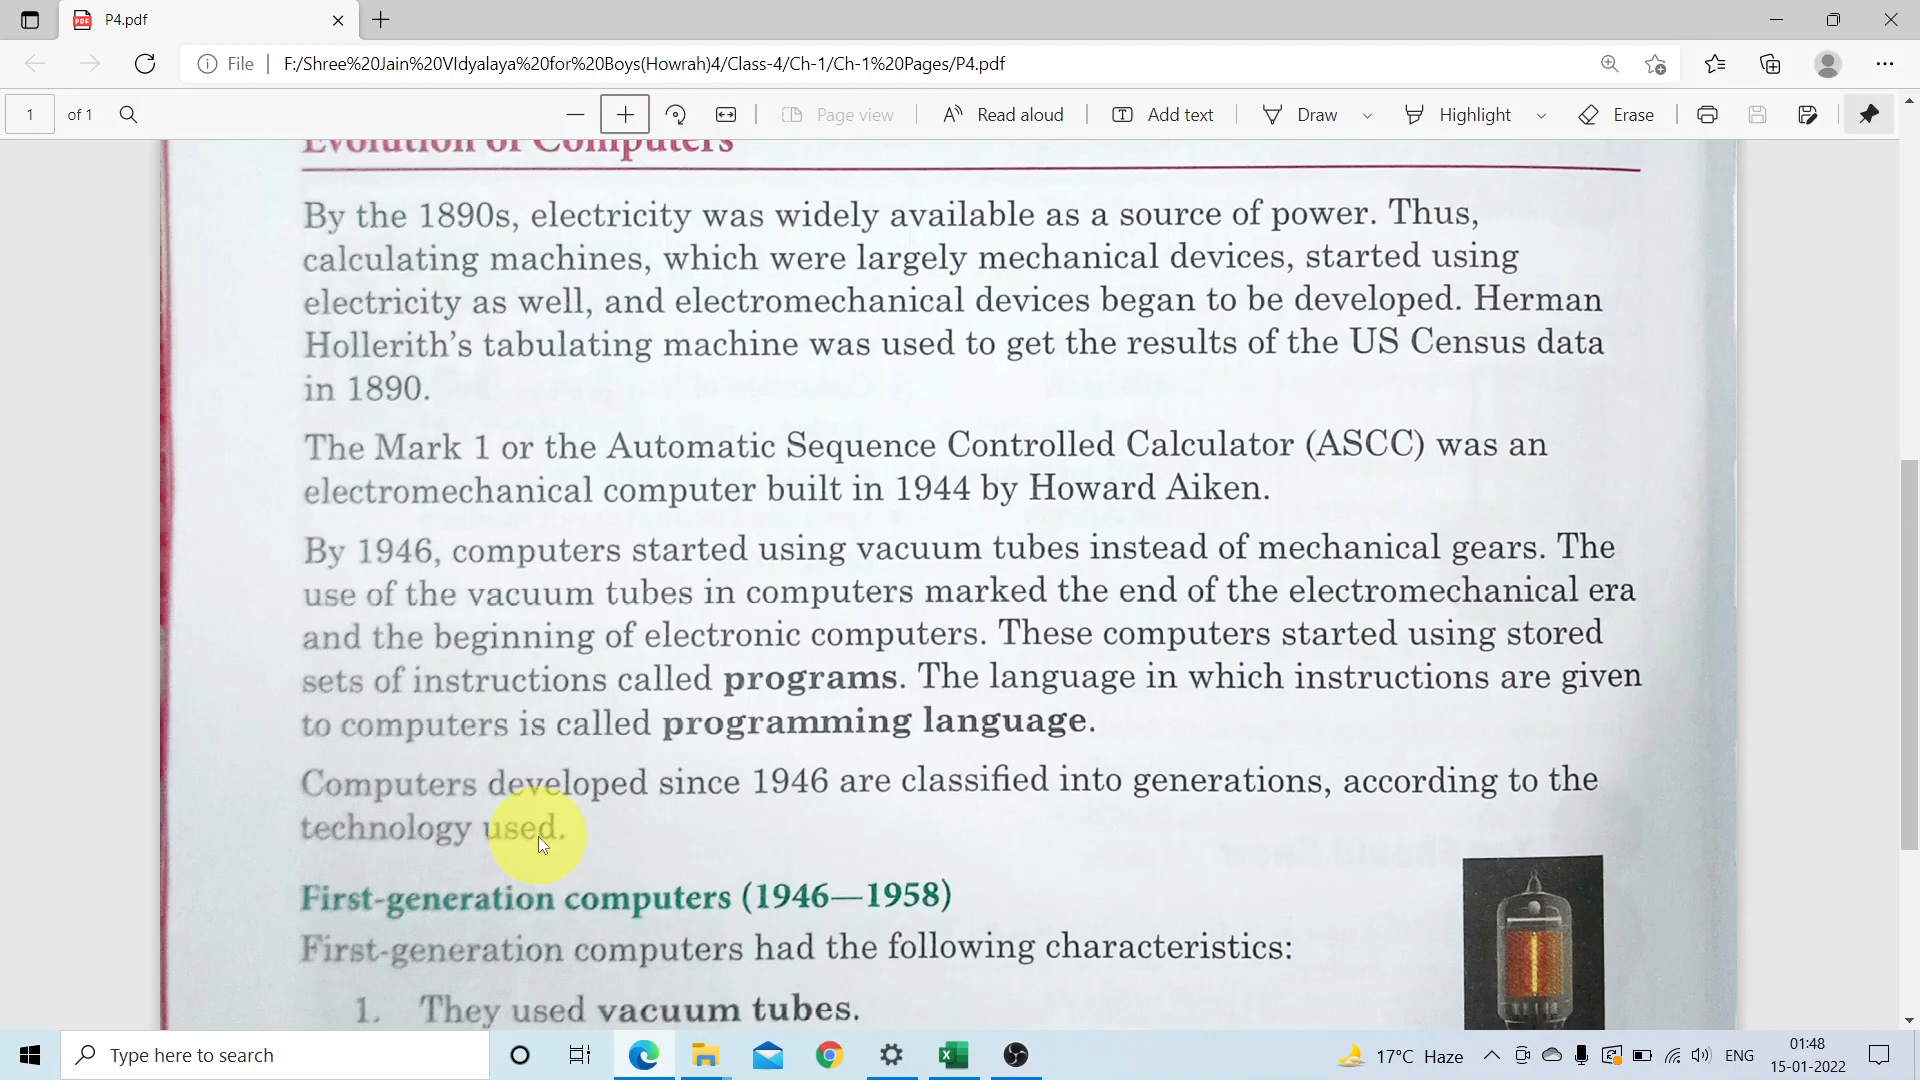 P4.pdf
File
F:/Shree%20Jain%20VIdyalaya%20for%20Boys(Howrah)4/Class-4/Ch-1/Ch-1%20Pages/P4.pdf
1 of 1
Page view
Read aloud
Add text
Draw
Highlight
Erase
Evolution of Computers
By the 1890s, electricity was widely available as a source of power. Thus,
calculating machines, which were largely mechanical devices, started using
electricity as well, and electromechanical devices began to be developed. Herman
Hollerith's tabulating machine was used to get the results of the US Census data
in 1890.
The Mark 1 or the Automatic Sequence Controlled Calculator (ASCC) was an
electromechanical computer built in 1944 by Howard Aiken.
By 1946, computers started using vacuum tubes instead of mechanical gears. The
use of the vacuum tubes in computers marked the end of the electromechanical era
and the beginning of electronic computers. These computers started using stored
sets of instructions called programs. The language in which instructions are given
to computers is called programming language.
Computers developed since 1946 are classified into generations, according to the
technology used.
First-generation computers (1946—1958)
First-generation computers had the following characteristics:
1. They used vacuum tubes.
Type here to search
17°C Haze
ENG
01:48
15-01-2022